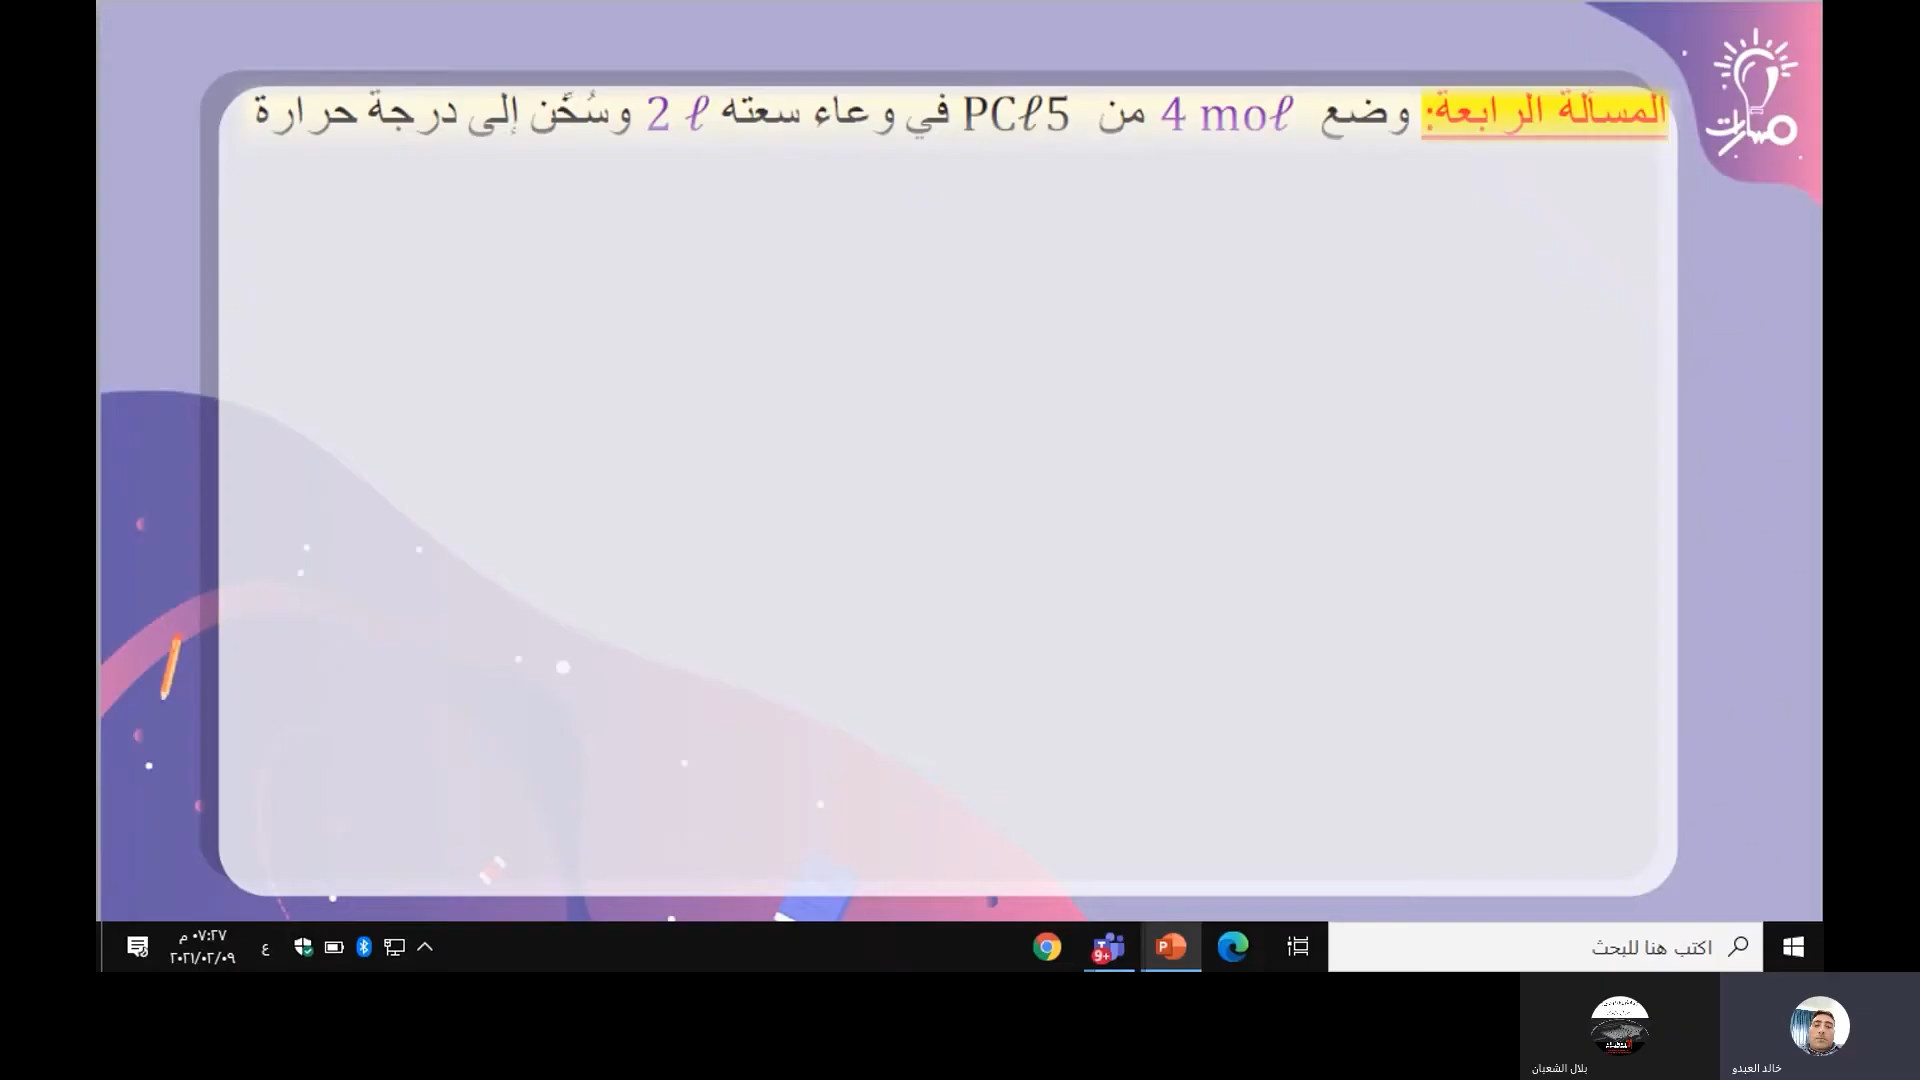 المسألة الرابعة: وضع 4 moℓ من PCℓ5 في وعاء سعته 2 ℓ وسُخِّن إلى درجة حرارة
مسارات
٠٧:٢٧ م
٢٠٢١/٠٢/٠٩
ع
9+
اكتب هنا للبحث
بلال الشعبان
خالد العبدو